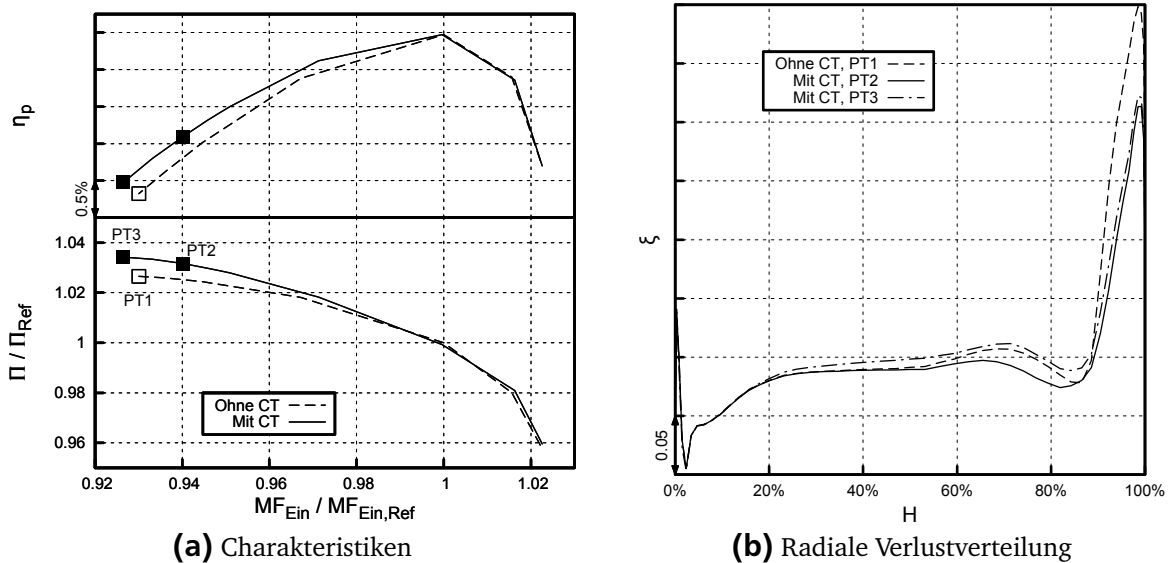 η_p
0.5%
PT3
PT2
PT1
1.04
1.02
1
0.98
0.96
Π / Π_Ref
Ohne CT
Mit CT
0.92 0.94 0.96 0.98 1 1.02
MF_Ein / MF_Ein,Ref
(a) Charakteristiken
Ohne CT, PT1
Mit CT, PT2
Mit CT, PT3
ξ
0.05
0% 20% 40% 60% 80% 100%
H
(b) Radiale Verlustverteilung